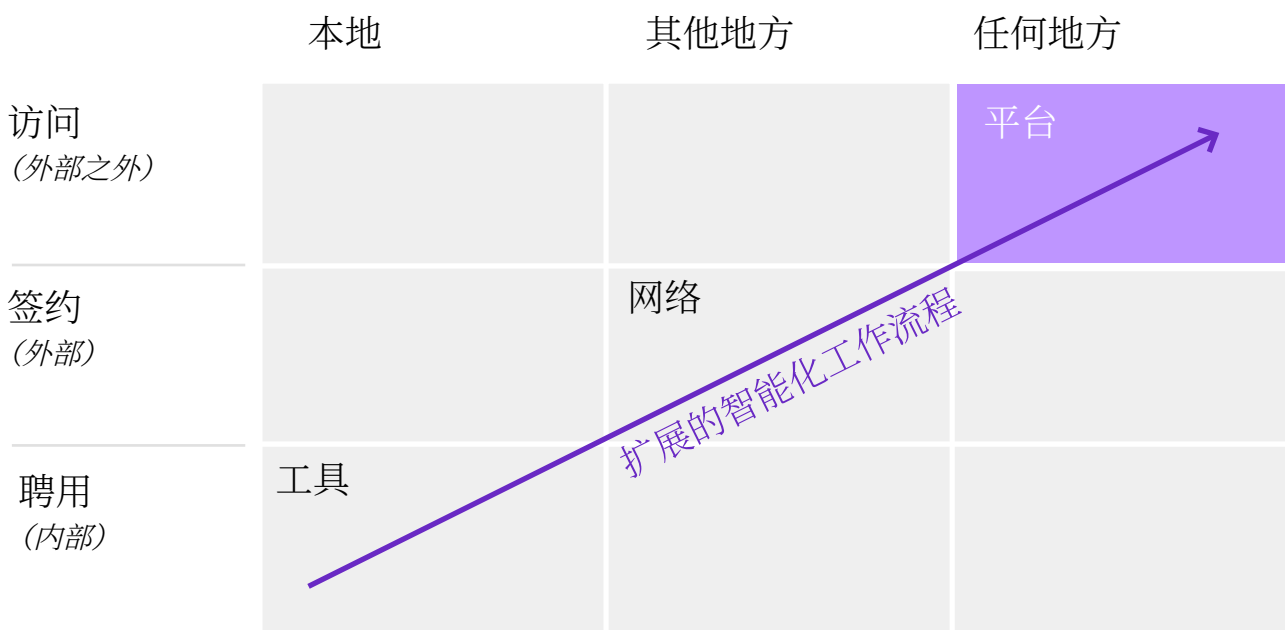 本地
其他地方
任何地方
访问
（外部之外）
平台
签约
（外部）
网络
扩展的智能化工作流程
聘用
（内部）
工具